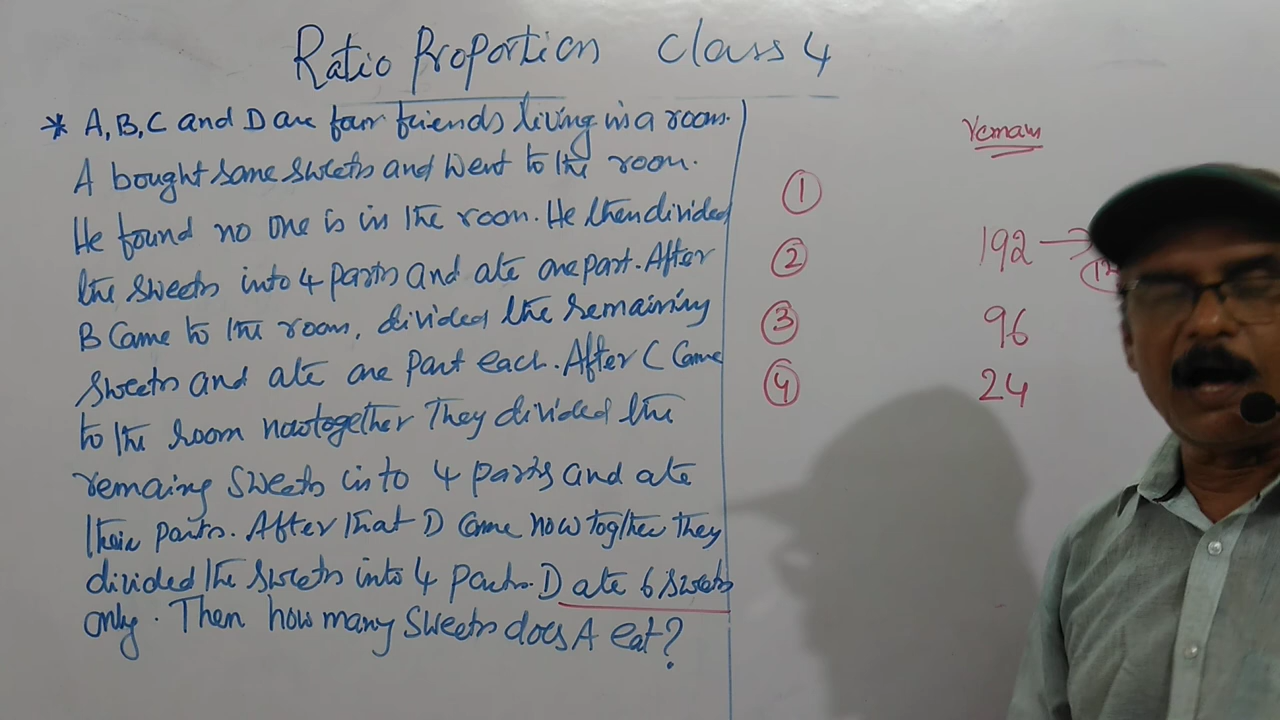 Ratio Proportion Class 4
* A, B, C and D are four friends living in a room.
A bought some sweets and went to the room.
He found no one is in the room. He then divided
the sweets into 4 parts and ate one part. After
B came to the room, divided the remaining
sweets and ate one part each. After C came
to the room now together They divided the
remaing sweets into 4 parts and ate
their parts. After that D came now togther they
divided the sweets into 4 parts. D ate 6 sweets
only. Then how many sweets does A eat?
1
2
3
4
192 →
96
24